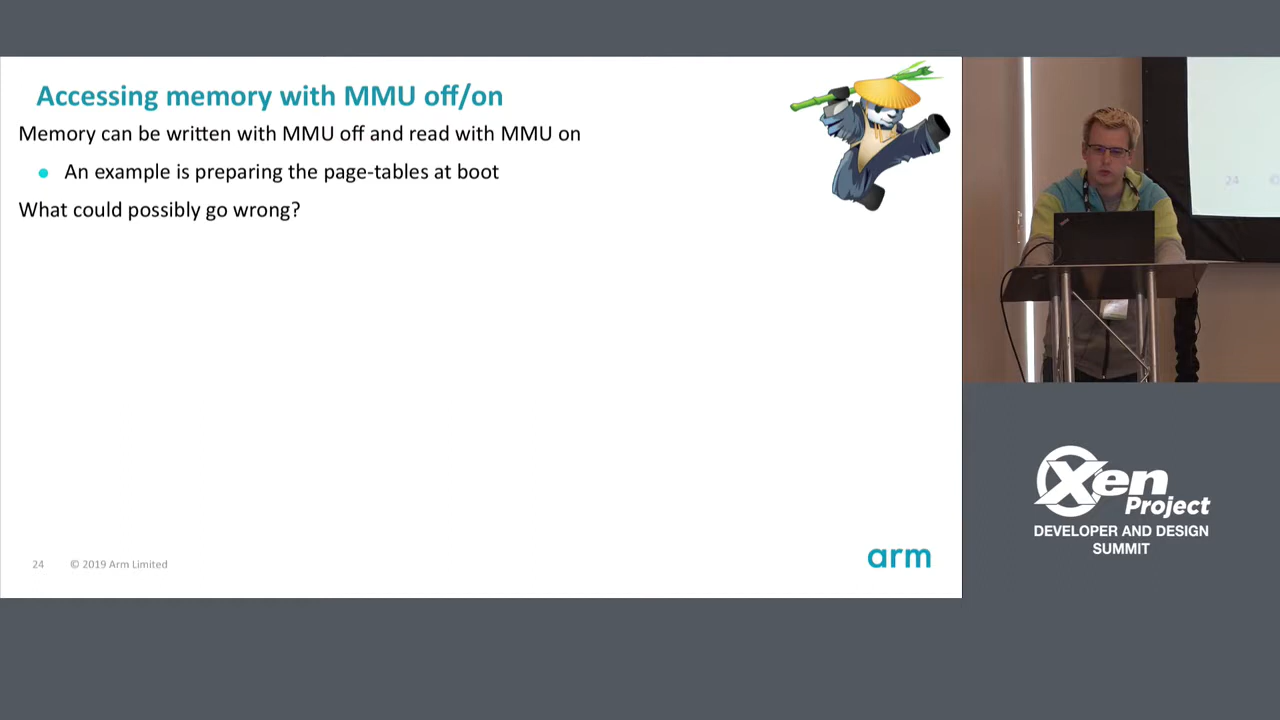 Accessing memory with MMU off/on
Memory can be written with MMU off and read with MMU on
An example is preparing the page-tables at boot
What could possibly go wrong?
24
© 2019 Arm Limited
arm
24
Xen
Project
DEVELOPER AND DESIGN
SUMMIT